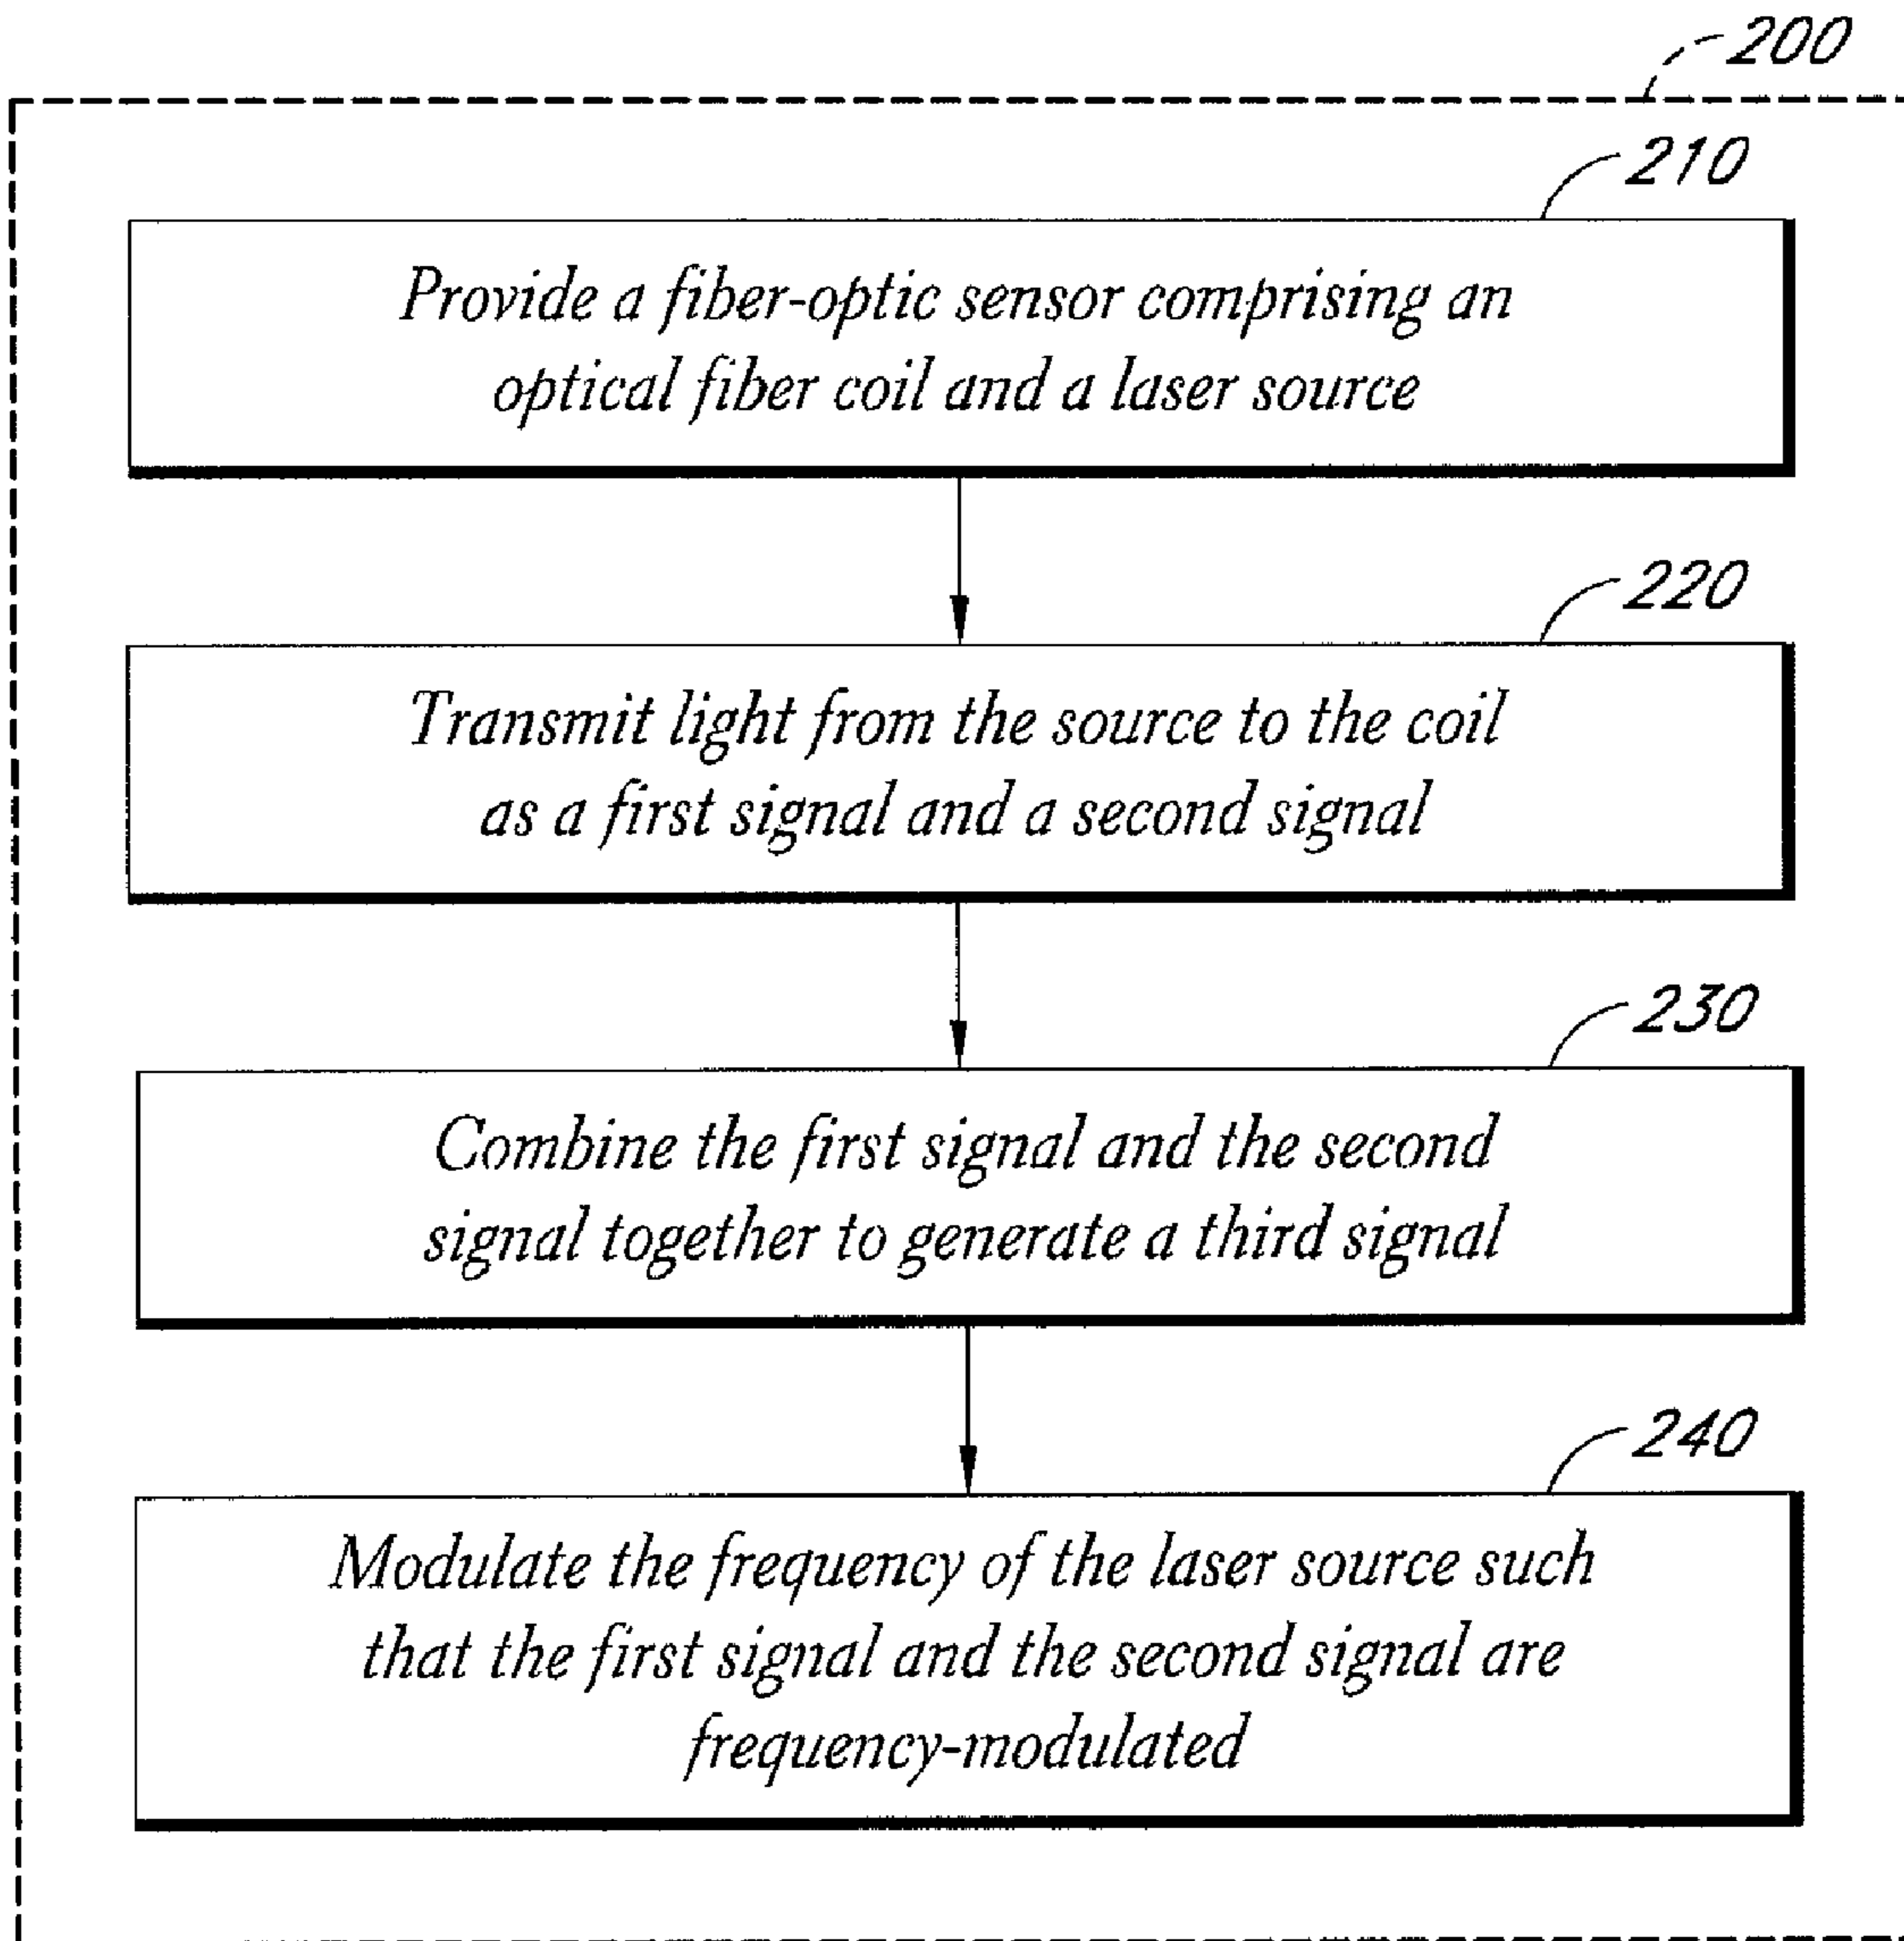 200
210
Provide a fiber-optic sensor comprising an
optical fiber coil and a laser source
220
Transmit light from the source to the coil
as a first signal and a second signal
230
Combine the first signal and the second
signal together to generate a third signal
240
Modulate the frequency of the laser source such
that the first signal and the second signal are
frequency-modulated